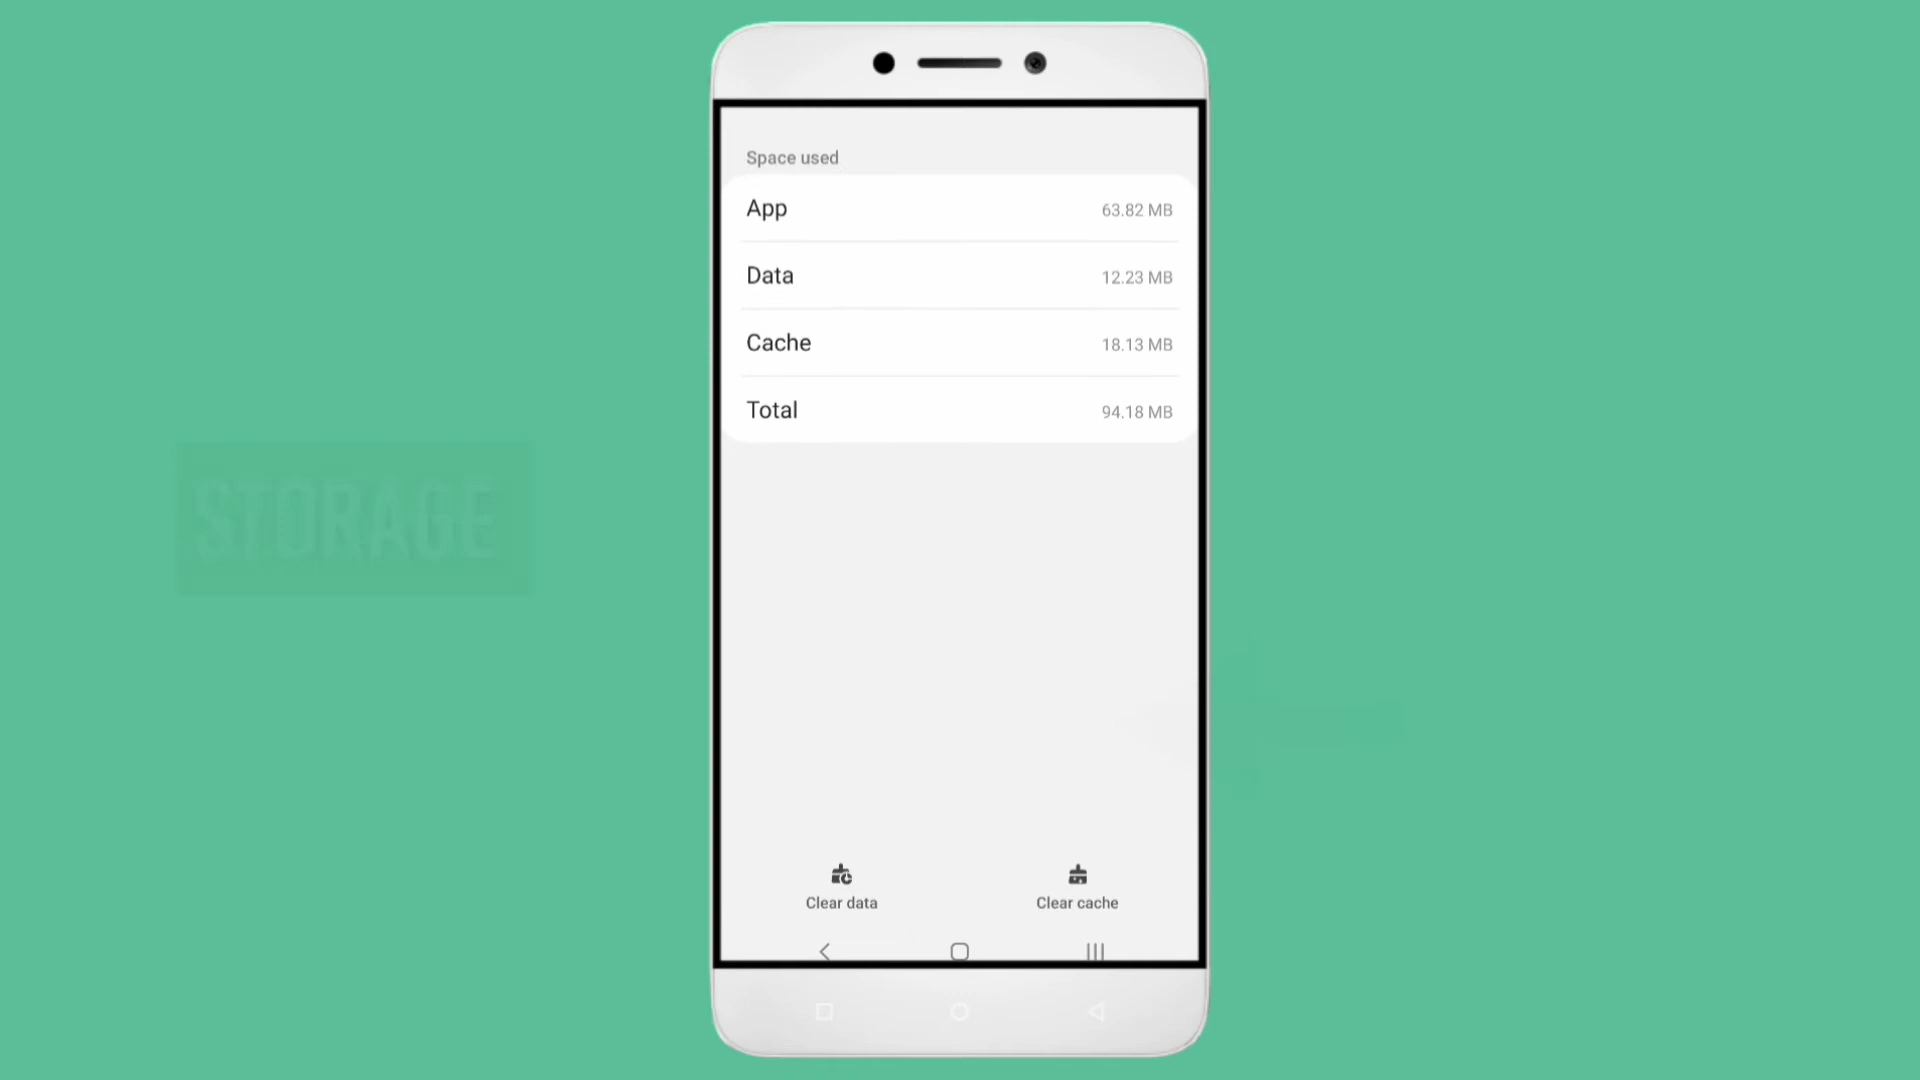 Space used
App 63.82 MB
Data 12.23 MB
Cache 18.13 MB
Total 94.18 MB
STORAGE
Clear data Clear cache